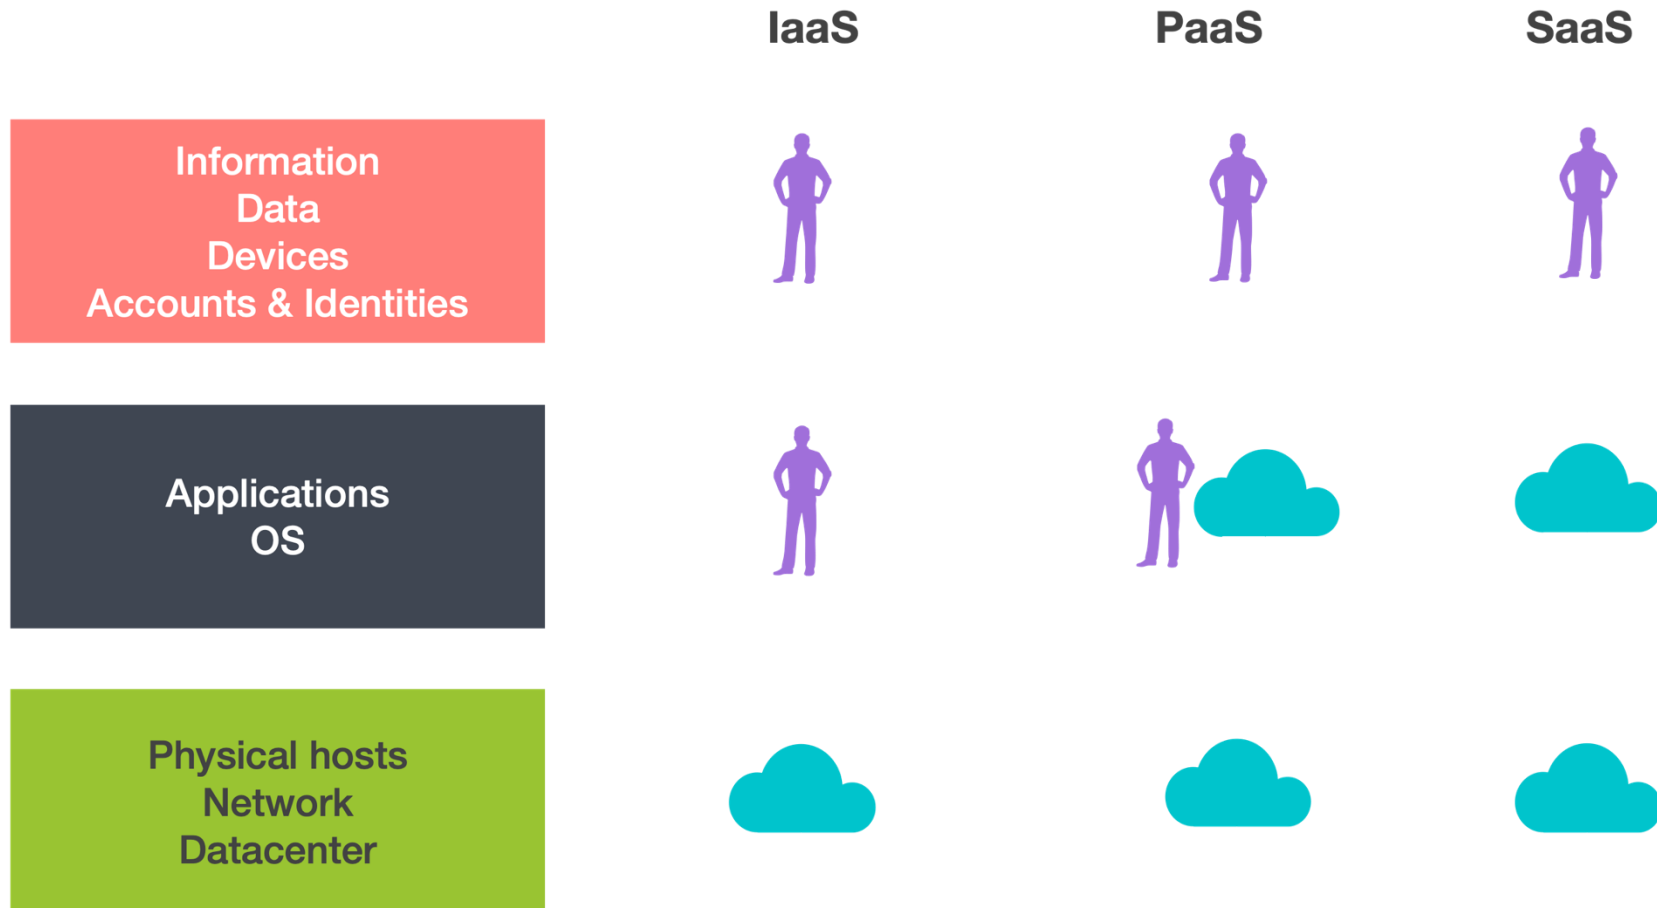 IaaS PaaS SaaS
Information
Data
Devices
Accounts & Identities
Applications
OS
Physical hosts
Network
Datacenter